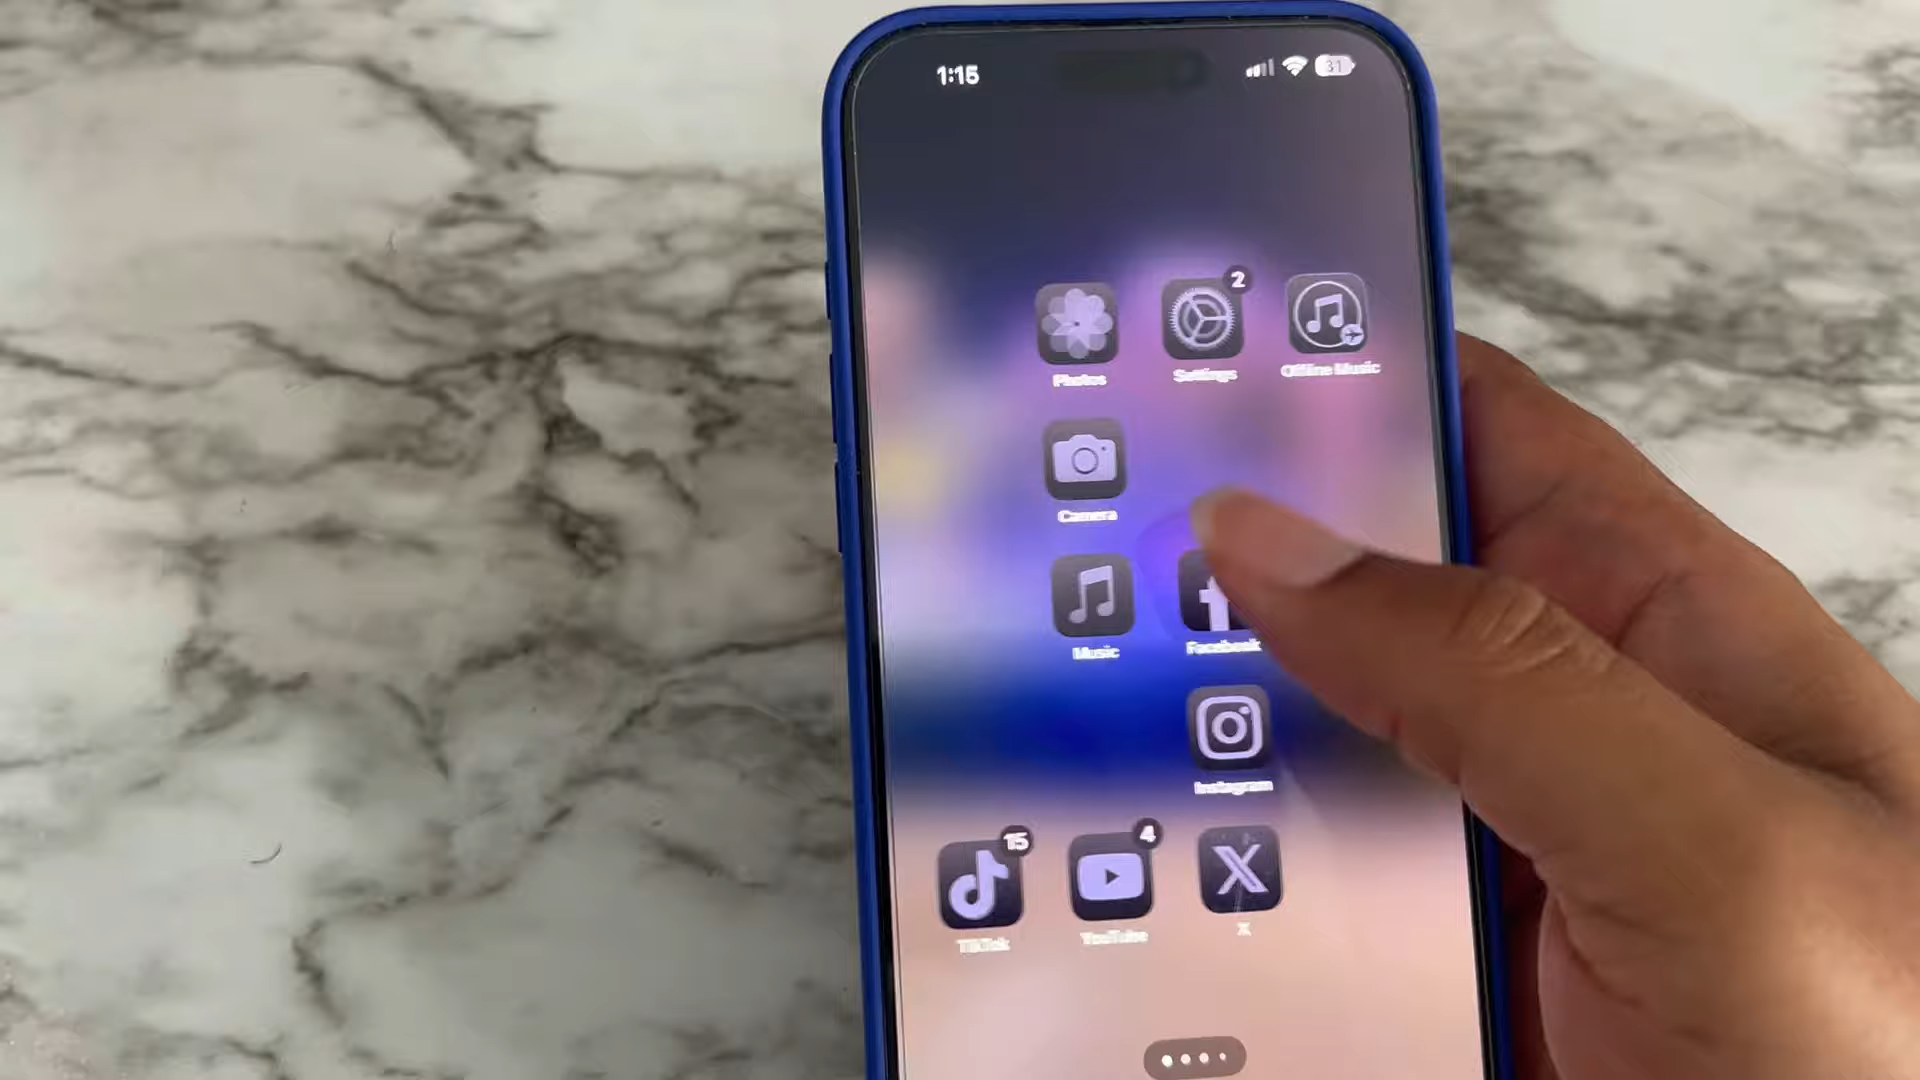 1:15
31
2
Photos
Settings
Offline Music
Camera
Music
Facebook
Instagram
15
4
TikTok
YouTube
X